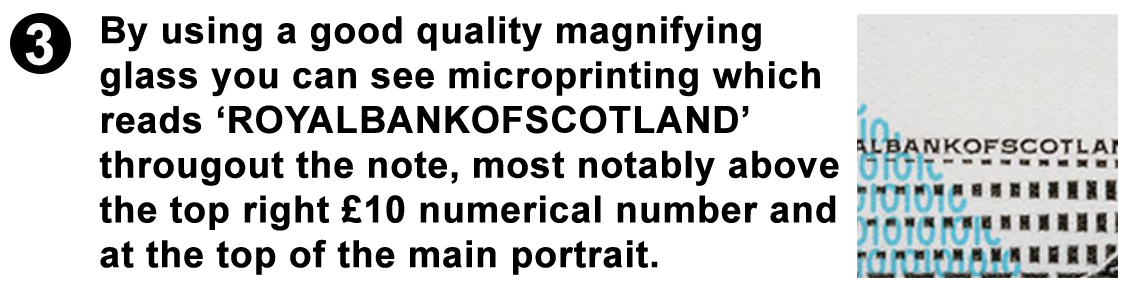 3
By using a good quality magnifying
glass you can see microprinting which
reads ‘ROYALBANKOFSCOTLAND’
througout the note, most notably above
the top right £10 numerical number and
at the top of the main portrait.
ALBANKOFSCOTLAN